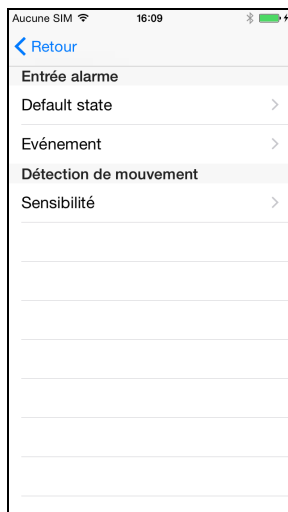 Aucune SIM 16:09
Retour
Entrée alarme
Default state
Evénement
Détection de mouvement
Sensibilité